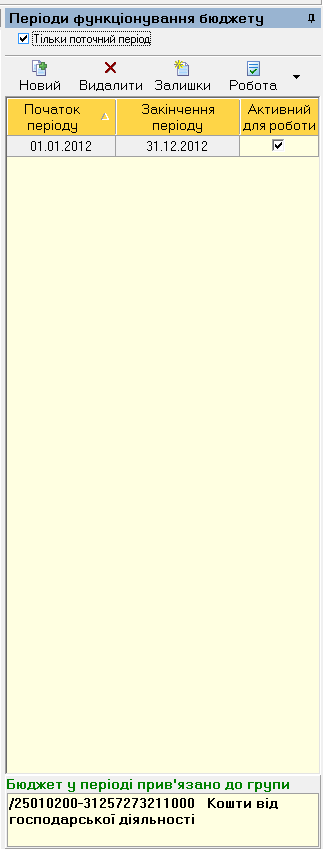 Періоди функціонування бюджету
Тільки поточний період
Новий Видалити Залишки Робота
Початок періоду Закінчення періоду Активний для роботи
01.01.2012 31.12.2012
Бюджет у періоді прив'язано до групи
/25010200-31257273211000 Кошти від
господарської діяльності